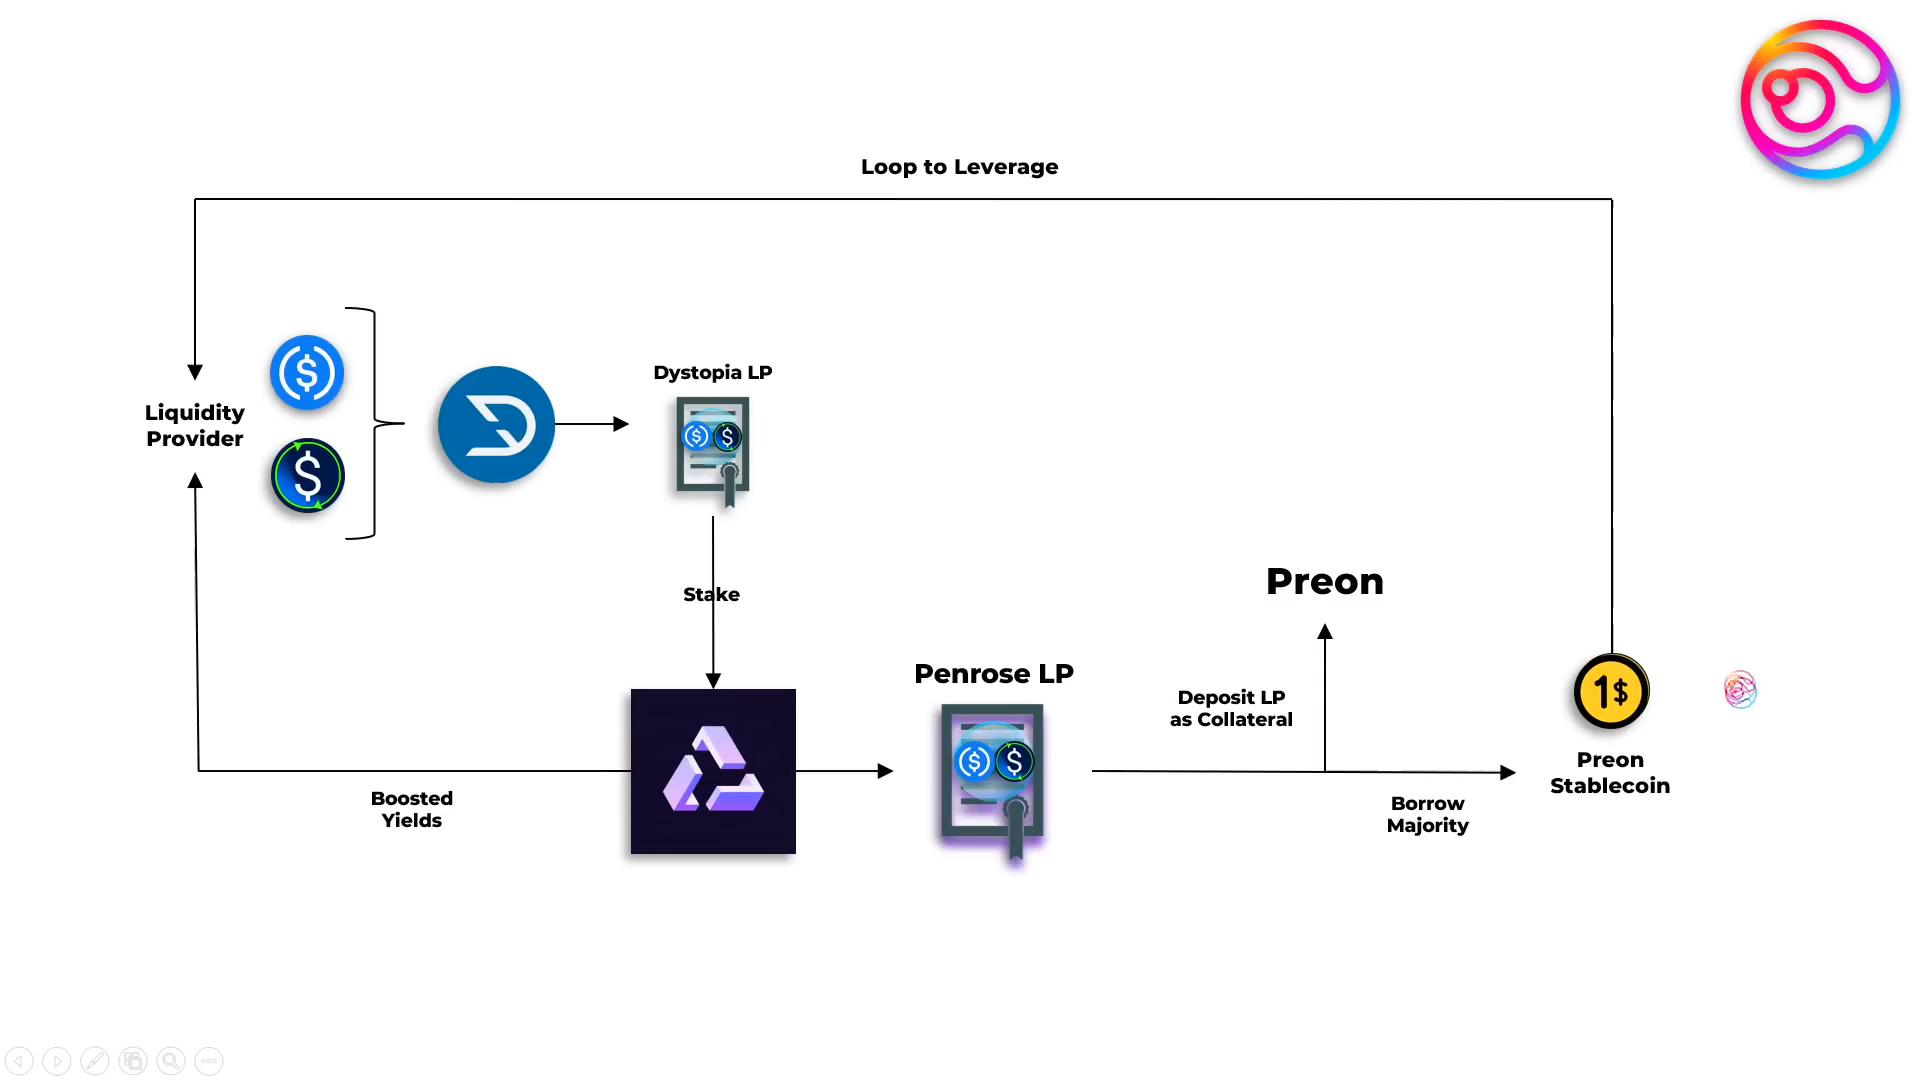 Loop to Leverage
Liquidity
Provider
Dystopia LP
Stake
Preon
Penrose LP
Deposit LP
as Collateral
1$
Preon
Stablecoin
Boosted
Yields
Borrow
Majority